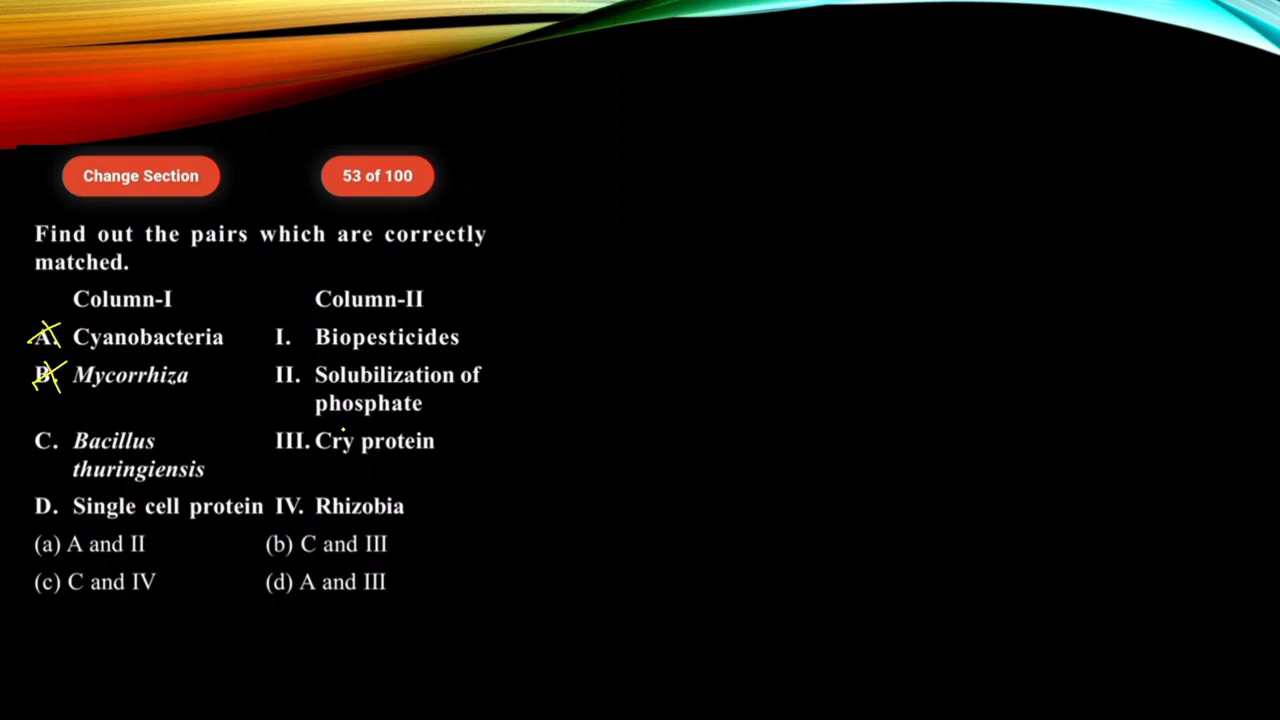 Change Section 53 of 100
Find out the pairs which are correctly
matched.
Column-I Column-II
A. Cyanobacteria I. Biopesticides
B. Mycorrhiza II. Solubilization of
phosphate
C. Bacillus III. Cry protein
thuringiensis
D. Single cell protein IV. Rhizobia
(a) A and II (b) C and III
(c) C and IV (d) A and III